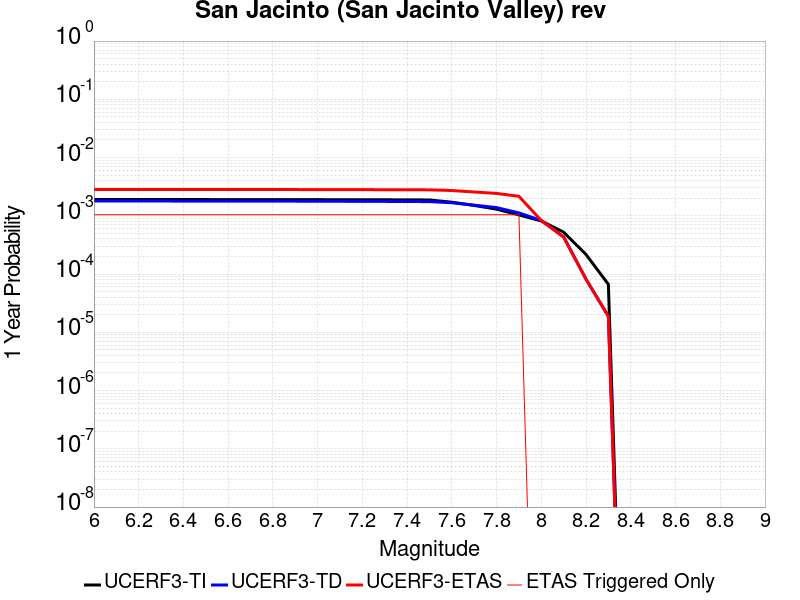 San Jacinto (San Jacinto Valley) rev
10^0
10^-1
10^-2
10^-3
10^-4
10^-5
10^-6
10^-7
10^-8
1 Year Probability
6 6.2 6.4 6.6 6.8 7 7.2 7.4 7.6 7.8 8 8.2 8.4 8.6 8.8 9
Magnitude
UCERF3-TI UCERF3-TD UCERF3-ETAS ETAS Triggered Only